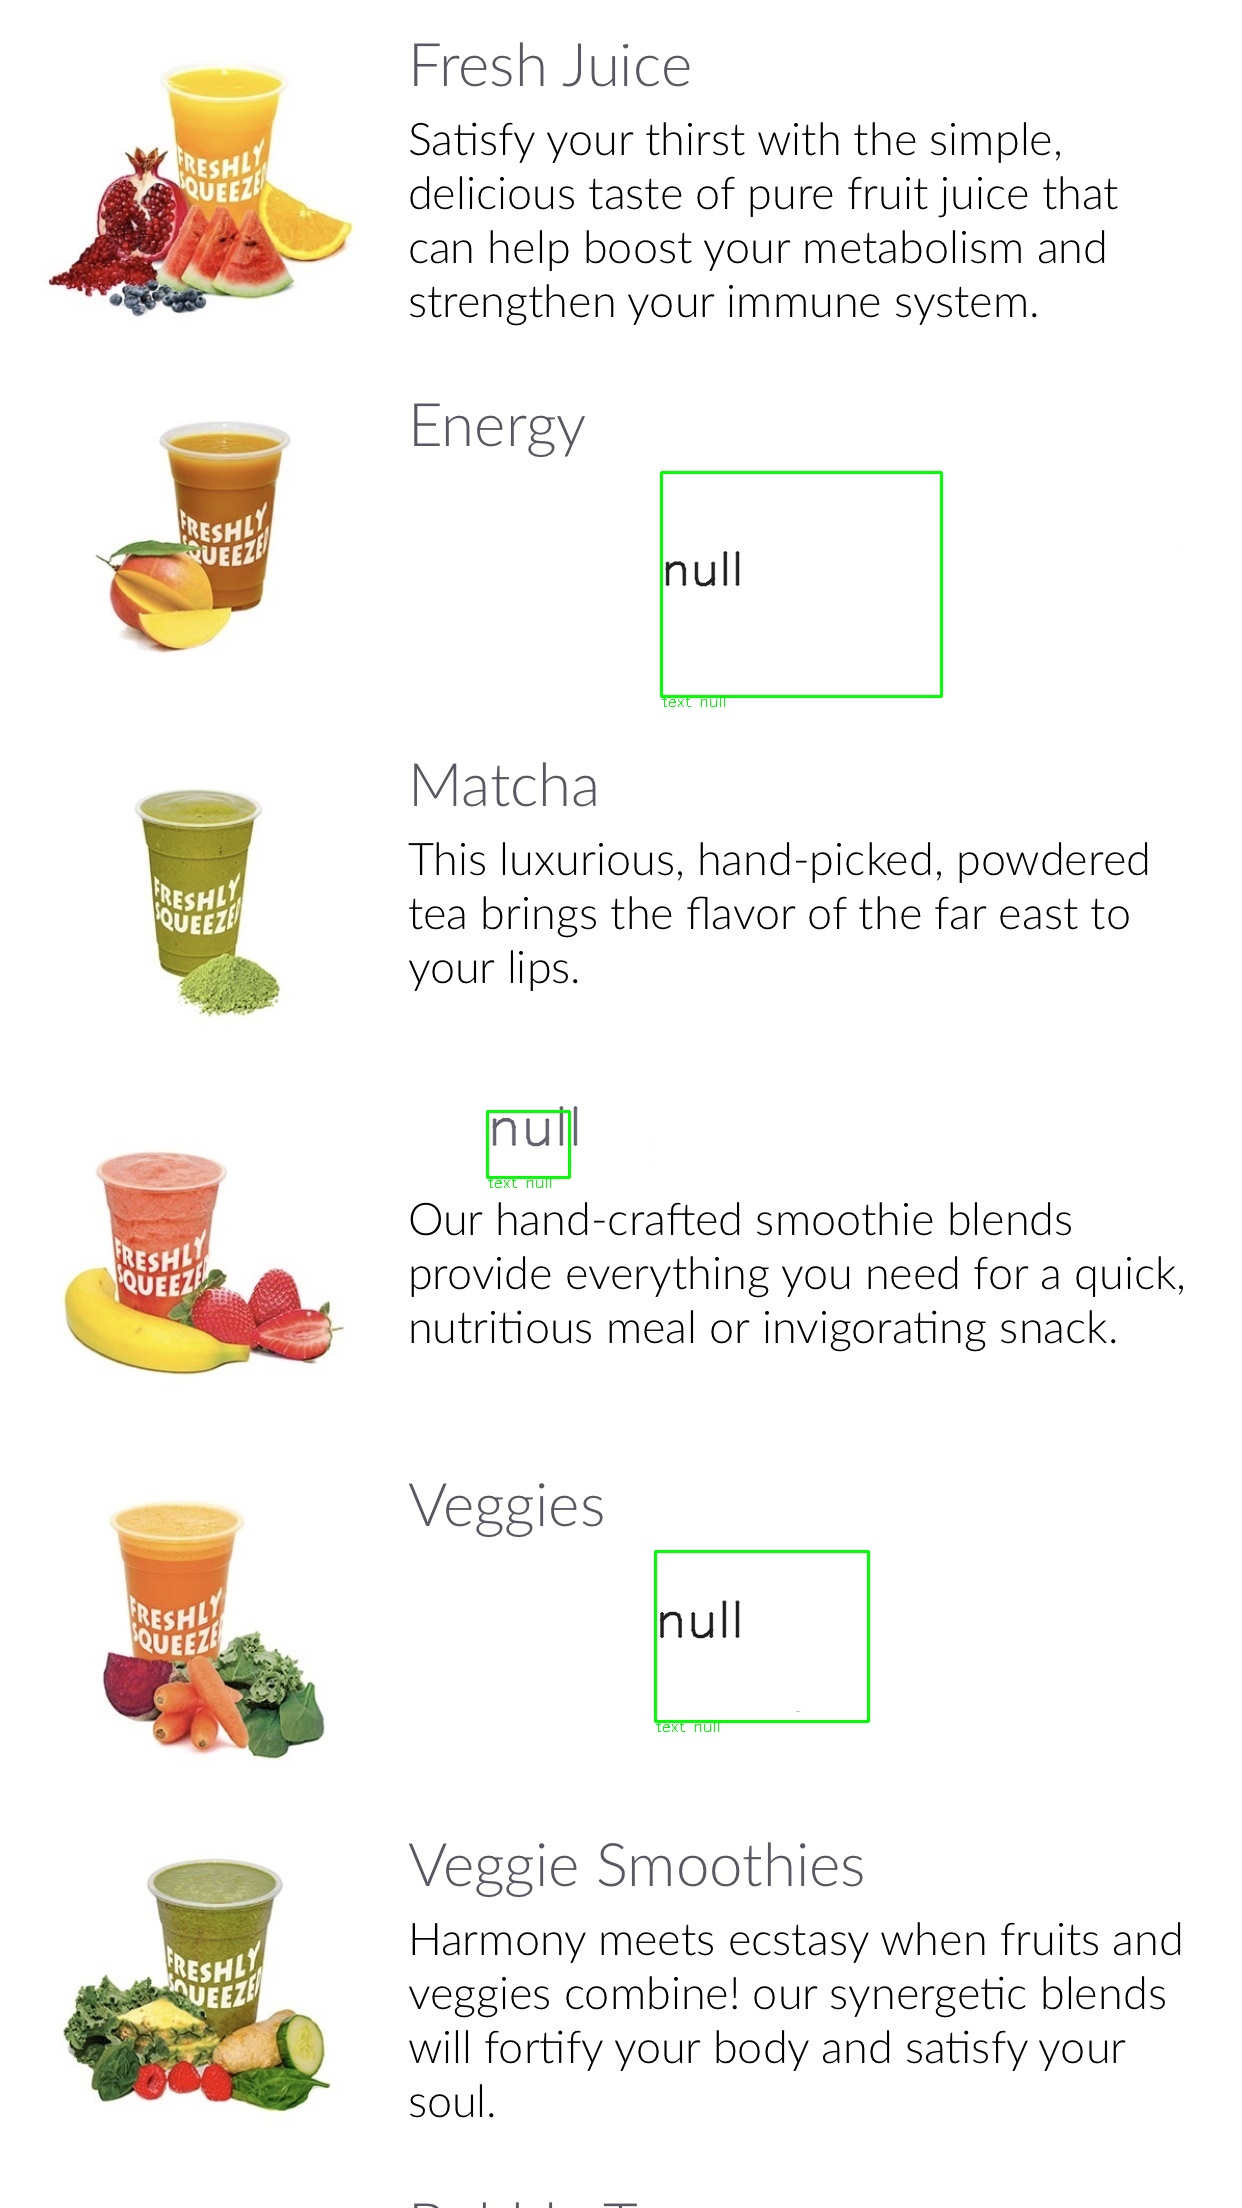 Fresh Juice
Satisfy your thirst with the simple,
delicious taste of pure fruit juice that
can help boost your metabolism and
strengthen your immune system.
FRESHLY
SQUEEZED
Energy
null
text null
FRESHLY
SQUEEZED
Matcha
This luxurious, hand-picked, powdered
tea brings the flavor of the far east to
your lips.
FRESHLY
SQUEEZED
null
text null
Our hand-crafted smoothie blends
provide everything you need for a quick,
nutritious meal or invigorating snack.
FRESHLY
SQUEEZED
Veggies
null
text null
FRESHLY
SQUEEZED
Veggie Smoothies
Harmony meets ecstasy when fruits and
veggies combine! our synergetic blends
will fortify your body and satisfy your
soul.
FRESHLY
SQUEEZED